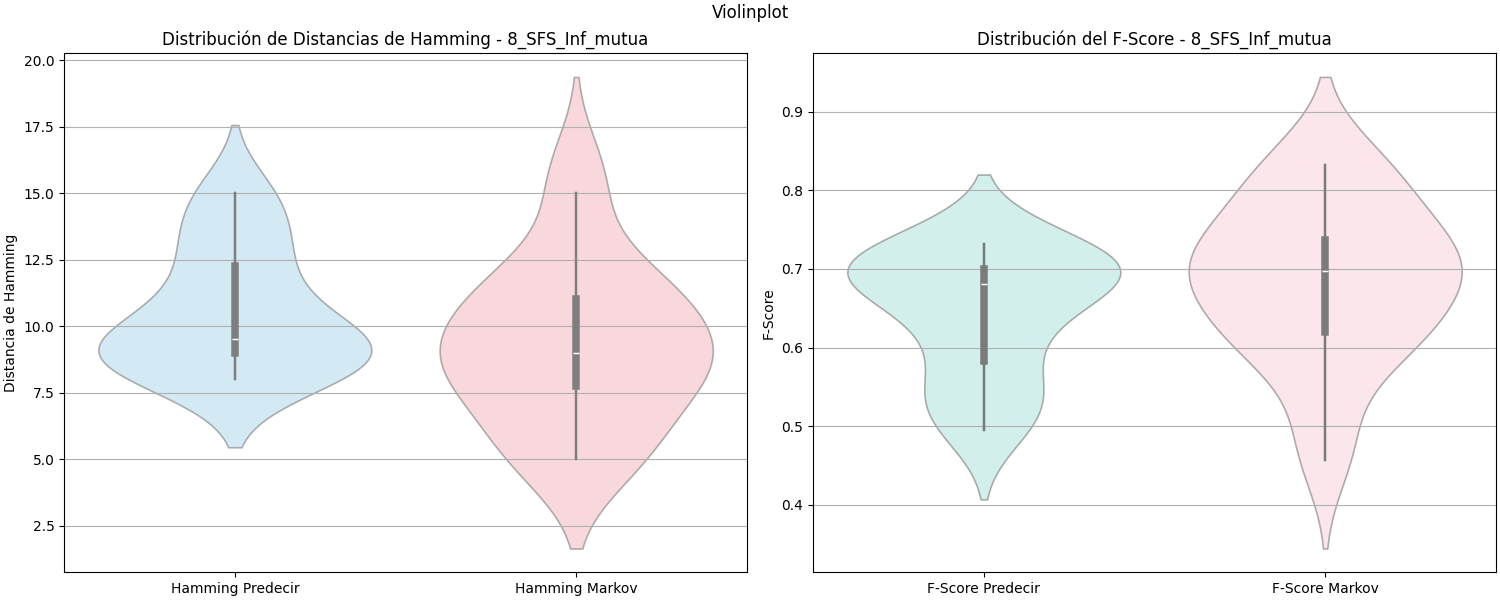 Violinplot
Distribución de Distancias de Hamming - 8_SFS_Inf_mutua
20.0
17.5
15.0
12.5
10.0
7.5
5.0
2.5
Distancia de Hamming
Hamming Predecir
Hamming Markov
Distribución del F-Score - 8_SFS_Inf_mutua
0.9
0.8
0.7
0.6
0.5
0.4
F-Score
F-Score Predecir
F-Score Markov